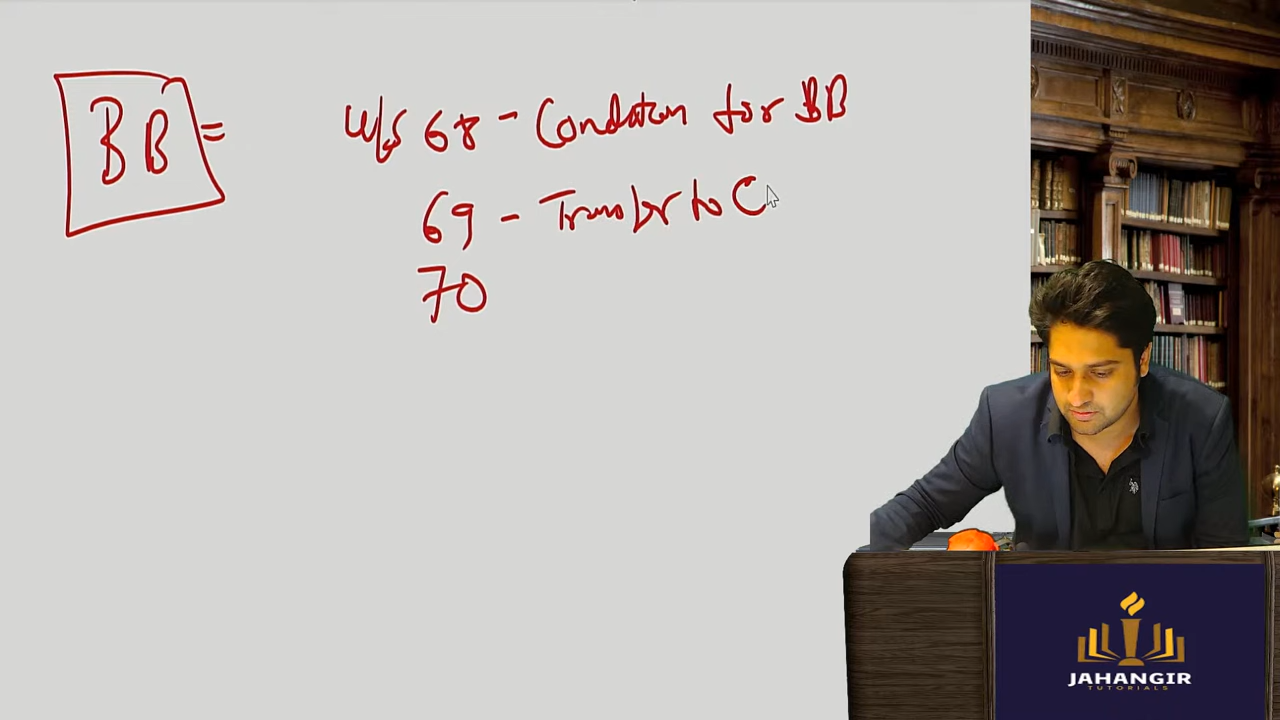 BB =
u/s 68 - Condition for BB
69 - Transfer to C
70
JAHANGIR
TUTORIALS